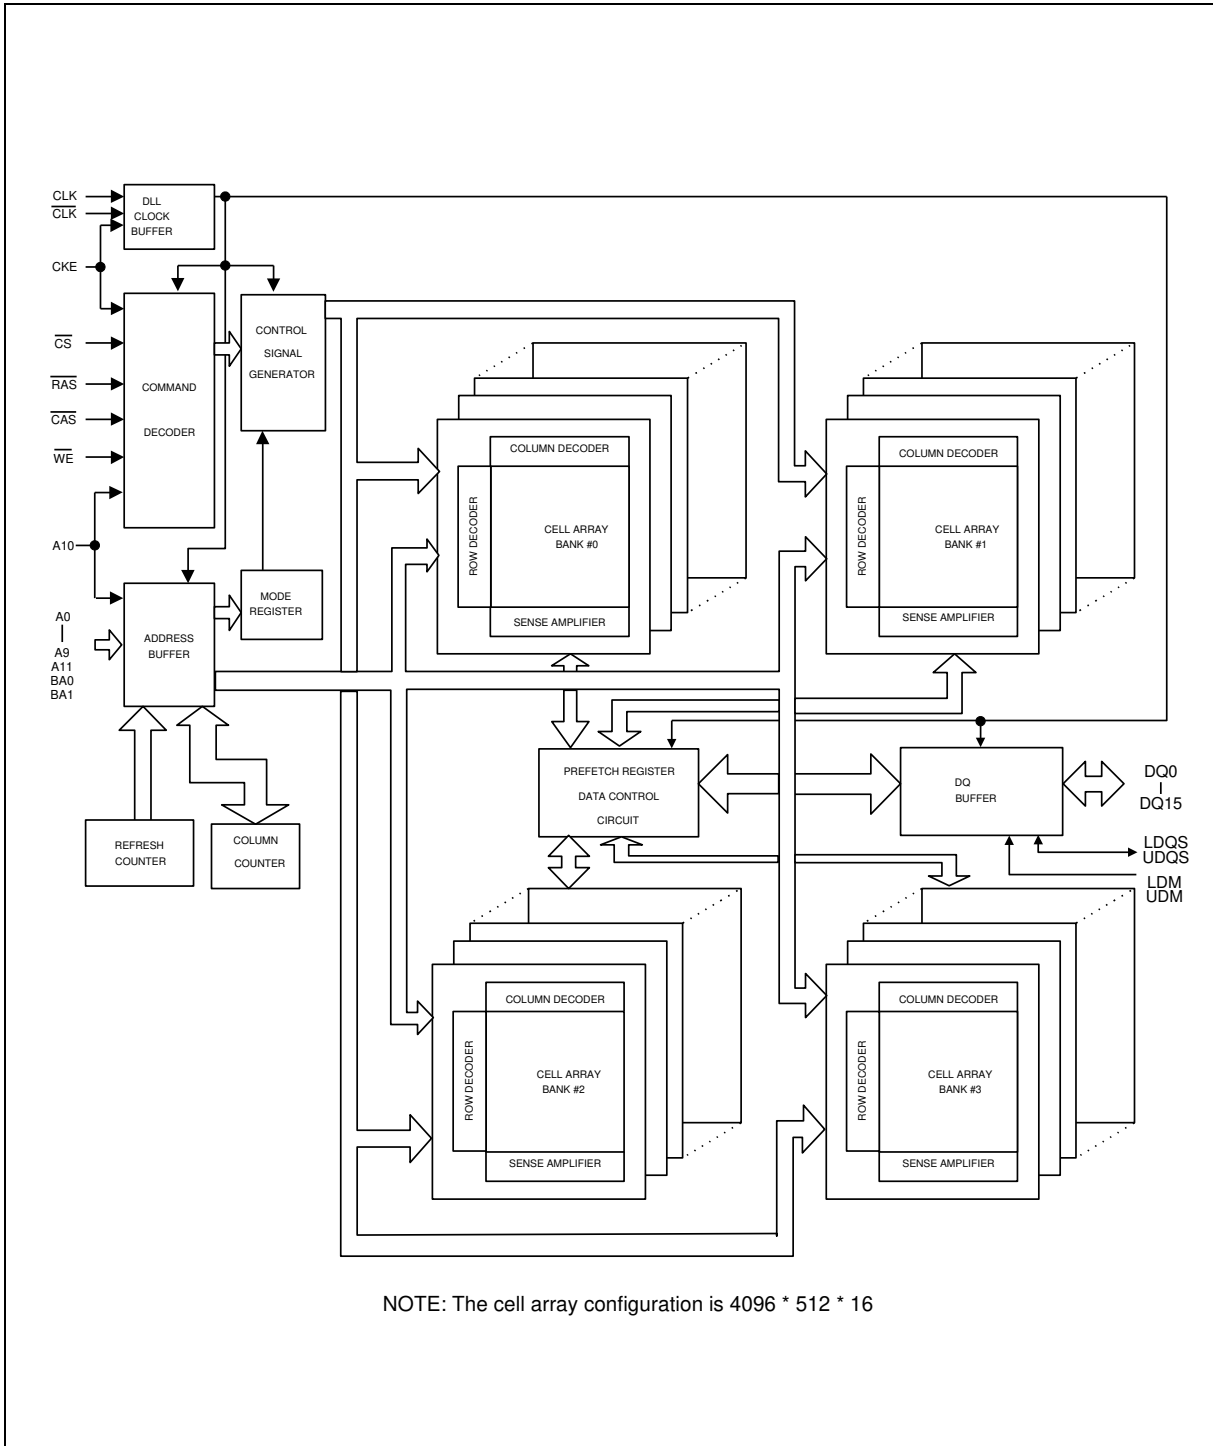 CLK
CLK
CKE
CS
RAS
CAS
WE
A10
A0
A9
A11
BA0
BA1
DLL
CLOCK
BUFFER
COMMAND
DECODER
CONTROL
SIGNAL
GENERATOR
MODE
REGISTER
ADDRESS
BUFFER
REFRESH
COUNTER
COLUMN
COUNTER
COLUMN DECODER
ROW DECODER
CELL ARRAY
BANK #0
SENSE AMPLIFIER
COLUMN DECODER
ROW DECODER
CELL ARRAY
BANK #1
SENSE AMPLIFIER
PREFETCH REGISTER
DATA CONTROL
CIRCUIT
DQ
BUFFER
DQ0
DQ15
LDQS
UDQS
LDM
UDM
COLUMN DECODER
ROW DECODER
CELL ARRAY
BANK #2
SENSE AMPLIFIER
COLUMN DECODER
ROW DECODER
CELL ARRAY
BANK #3
SENSE AMPLIFIER
NOTE: The cell array configuration is 4096 * 512 * 16